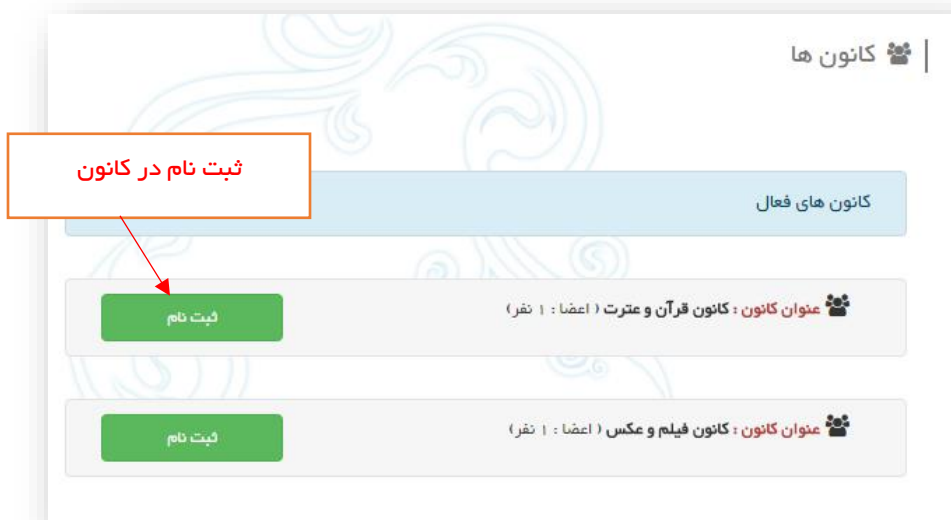 کانون ها
ثبت نام در کانون
کانون های فعال
عنوان کانون : کانون قرآن و عترت ( اعضا : ۱ نفر)
ثبت نام
عنوان کانون : کانون فیلم و عکس ( اعضا : ۱ نفر)
ثبت نام